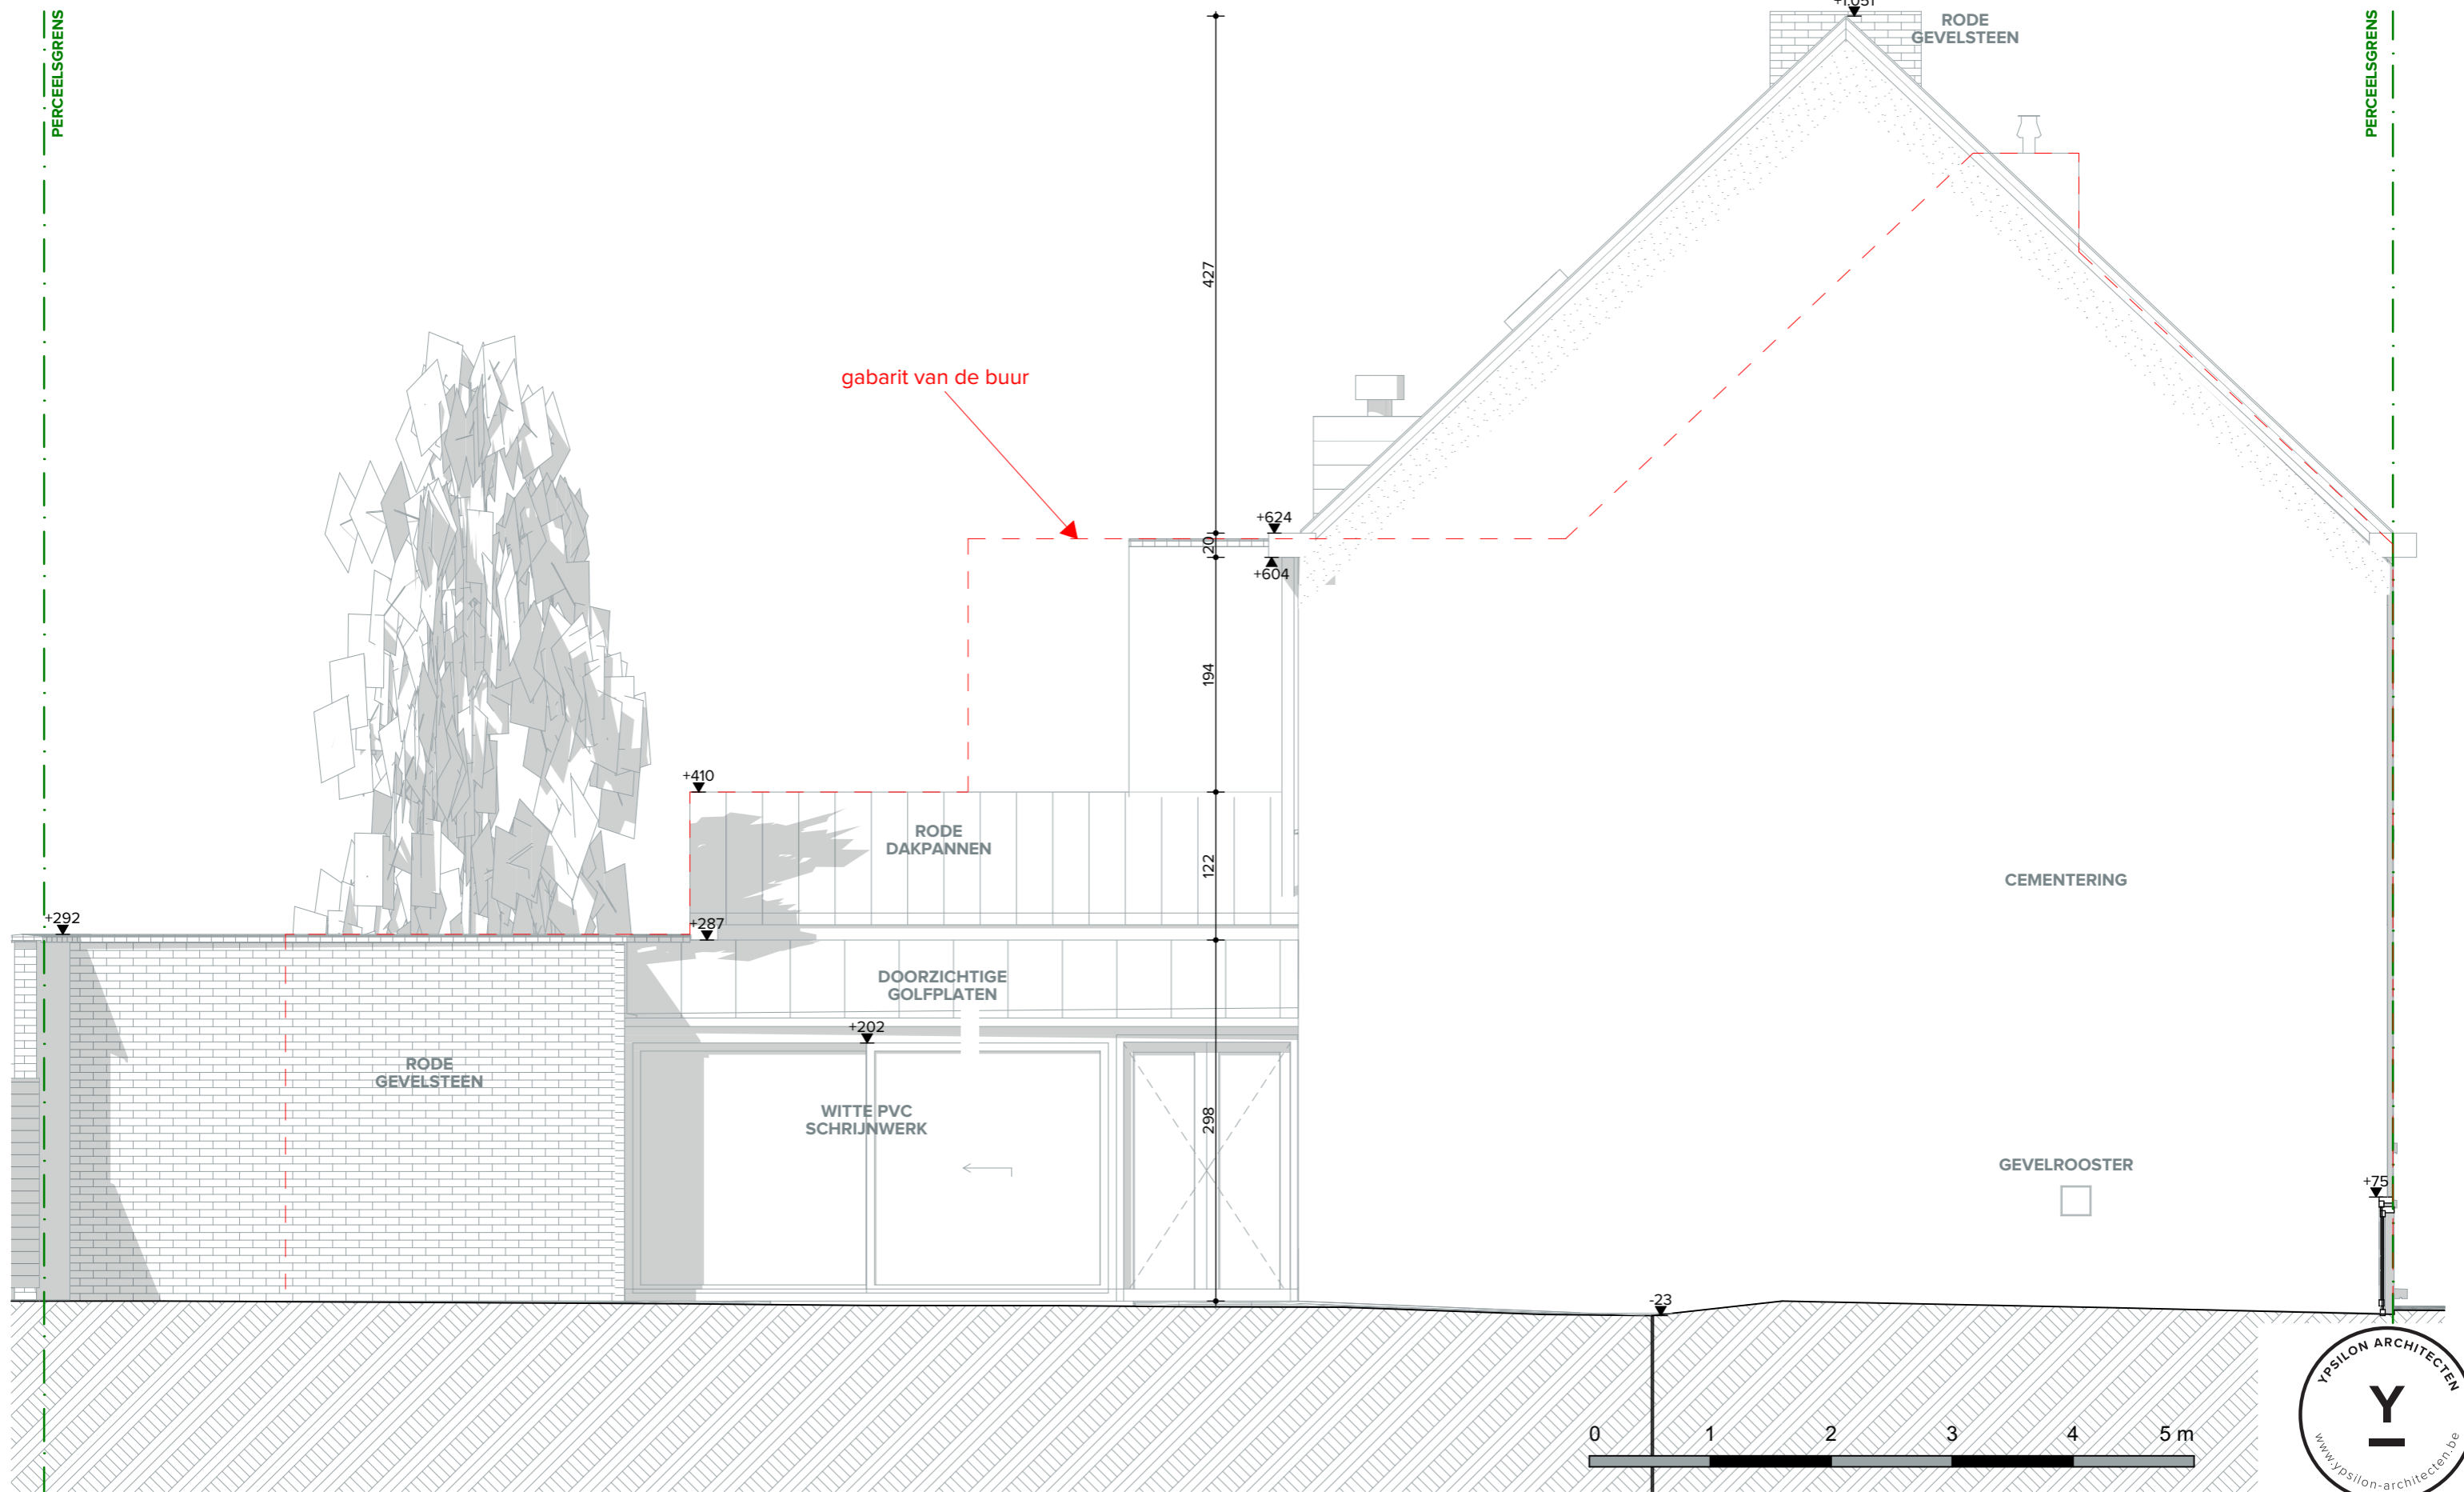 PERCEELSGRENS
+1.051
RODE
GEVELSTEEN
PERCEELSGRENS
427
gabarit van de buur
+624
20
+604
194
+410
RODE
DAKPANNEN
122
CEMENTERING
+292
+287
DOORZICHTIGE
GOLFPLATEN
+202
RODE
GEVELSTEEN
WITTE PVC
SCHRIJNWERK
298
GEVELROOSTER
+75
-23
0 1 2 3 4 5 m
YPSILON ARCHITECTEN
Y
www.ypsilon-architecten.be